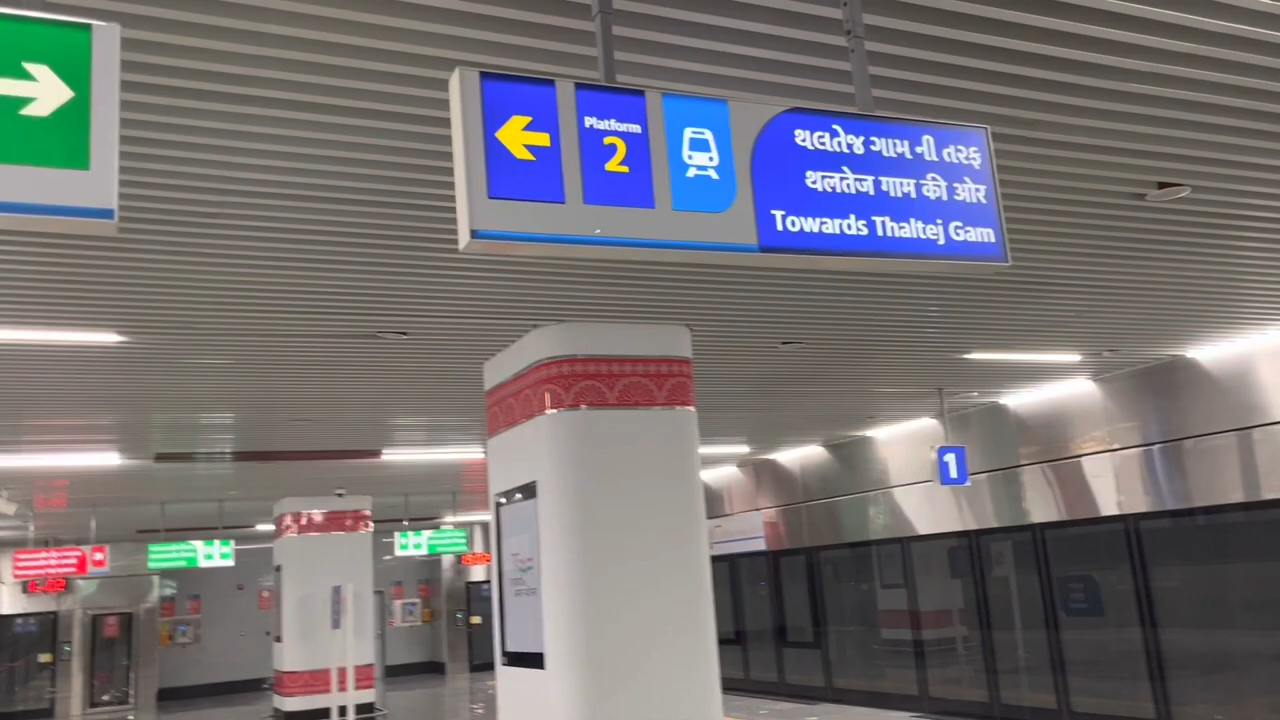 Platform
2
થલતેજ ગામ ની તરફ
थलतेज गाम की ओर
Towards Thaltej Gam
1